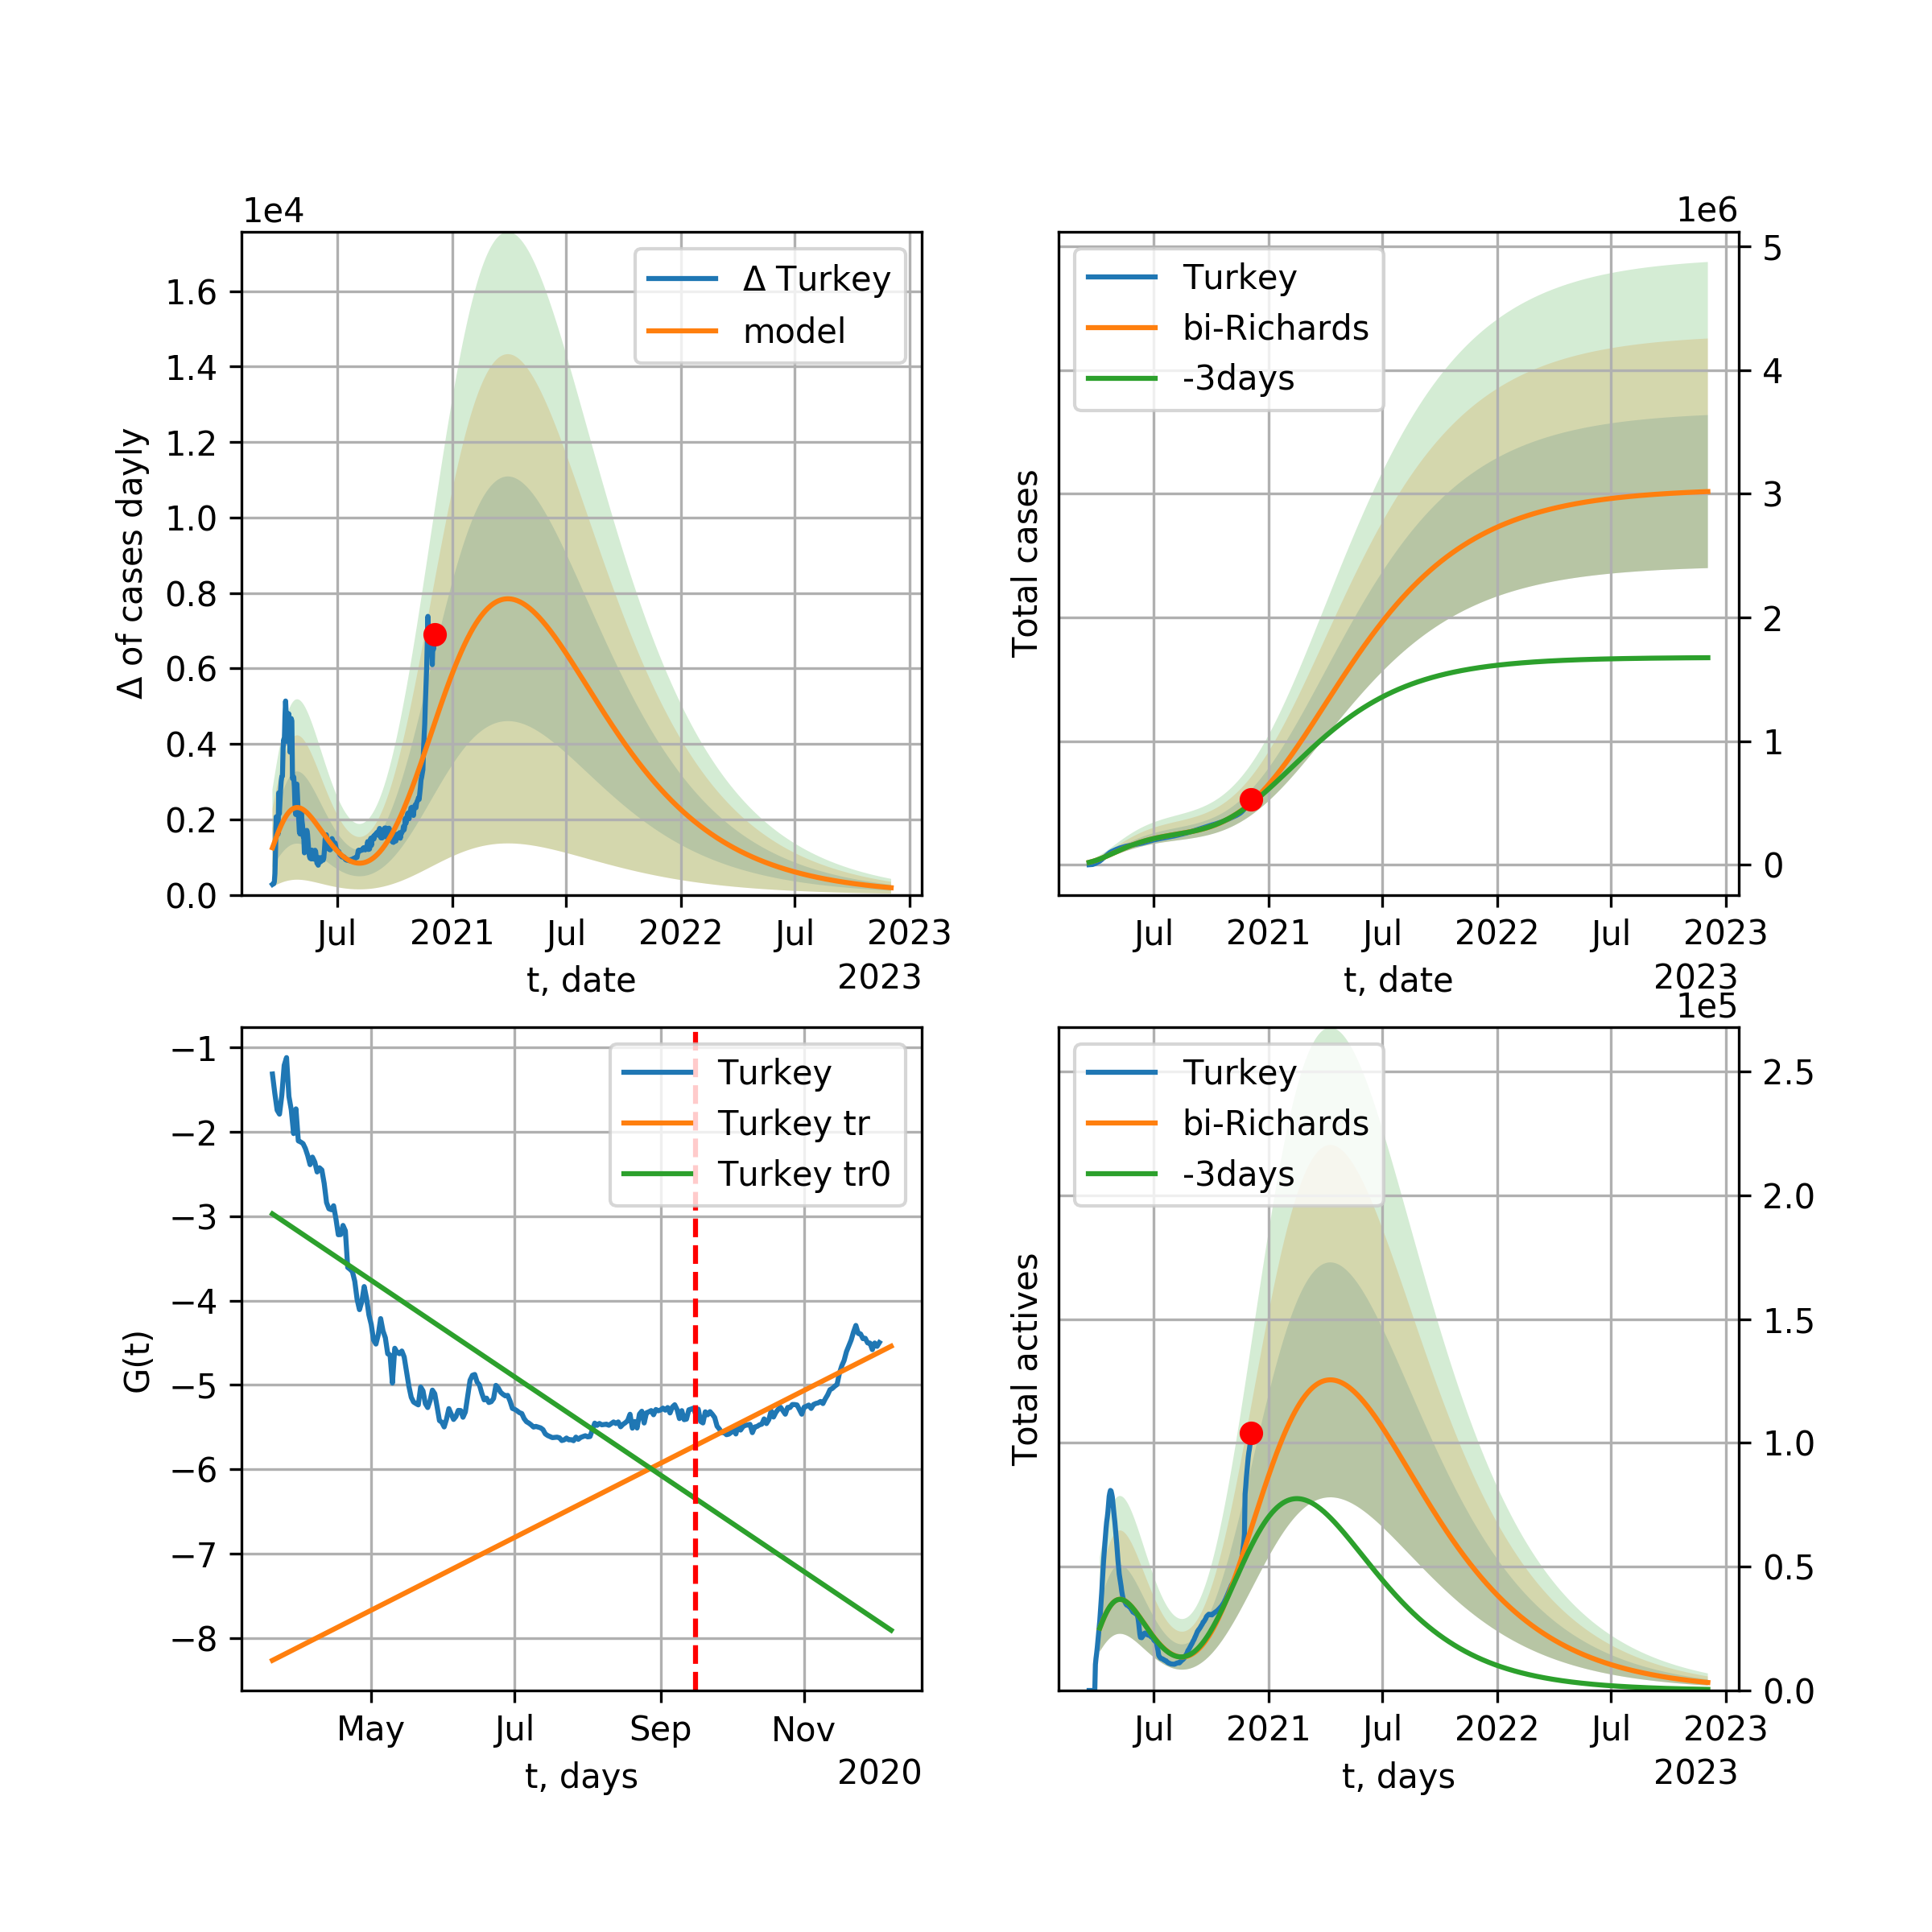 1e4
Δ of cases dayly
1.6
1.4
1.2
1.0
0.8
0.6
0.4
0.2
0.0
Δ Turkey
model
Jul
2021
Jul
2022
Jul
2023
t, date
2023
1e6
Total cases
Turkey
bi-Richards
-3days
5
4
3
2
1
0
Jul
2021
Jul
2022
Jul
2023
t, date
2023
G(t)
−1
−2
−3
−4
−5
−6
−7
−8
Turkey
Turkey tr
Turkey tr0
May
Jul
Sep
Nov
t, days
2020
1e5
Total actives
Turkey
bi-Richards
-3days
2.5
2.0
1.5
1.0
0.5
0.0
Jul
2021
Jul
2022
Jul
2023
t, days
2023